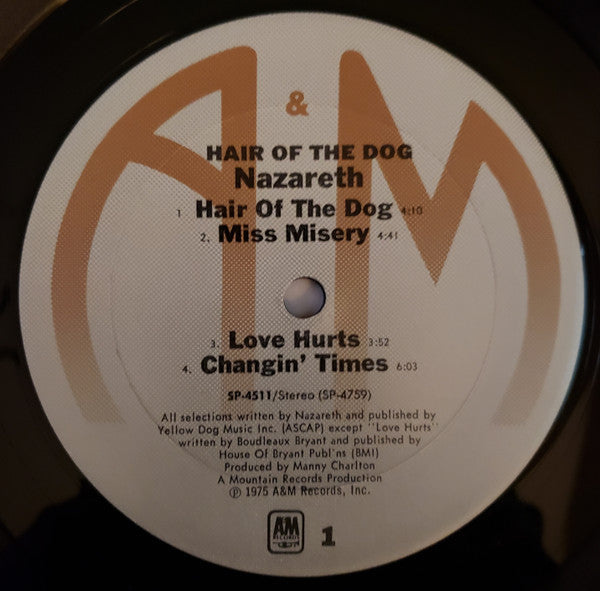 A & M
HAIR OF THE DOG
Nazareth
1 Hair Of The Dog 4:10
2. Miss Misery 4:41
3. Love Hurts 3:52
4. Changin' Times 6:03
SP-4511/Stereo (SP-4759)
All selections written by Nazareth and published by
Yellow Dog Music Inc. (ASCAP) except "Love Hurts"
written by Boudleaux Bryant and published by
House Of Bryant Publ'ns (BMI)
Produced by Manny Charlton
A Mountain Records Production
℗ 1975 A&M Records, Inc.
A&M
RECORDS
1